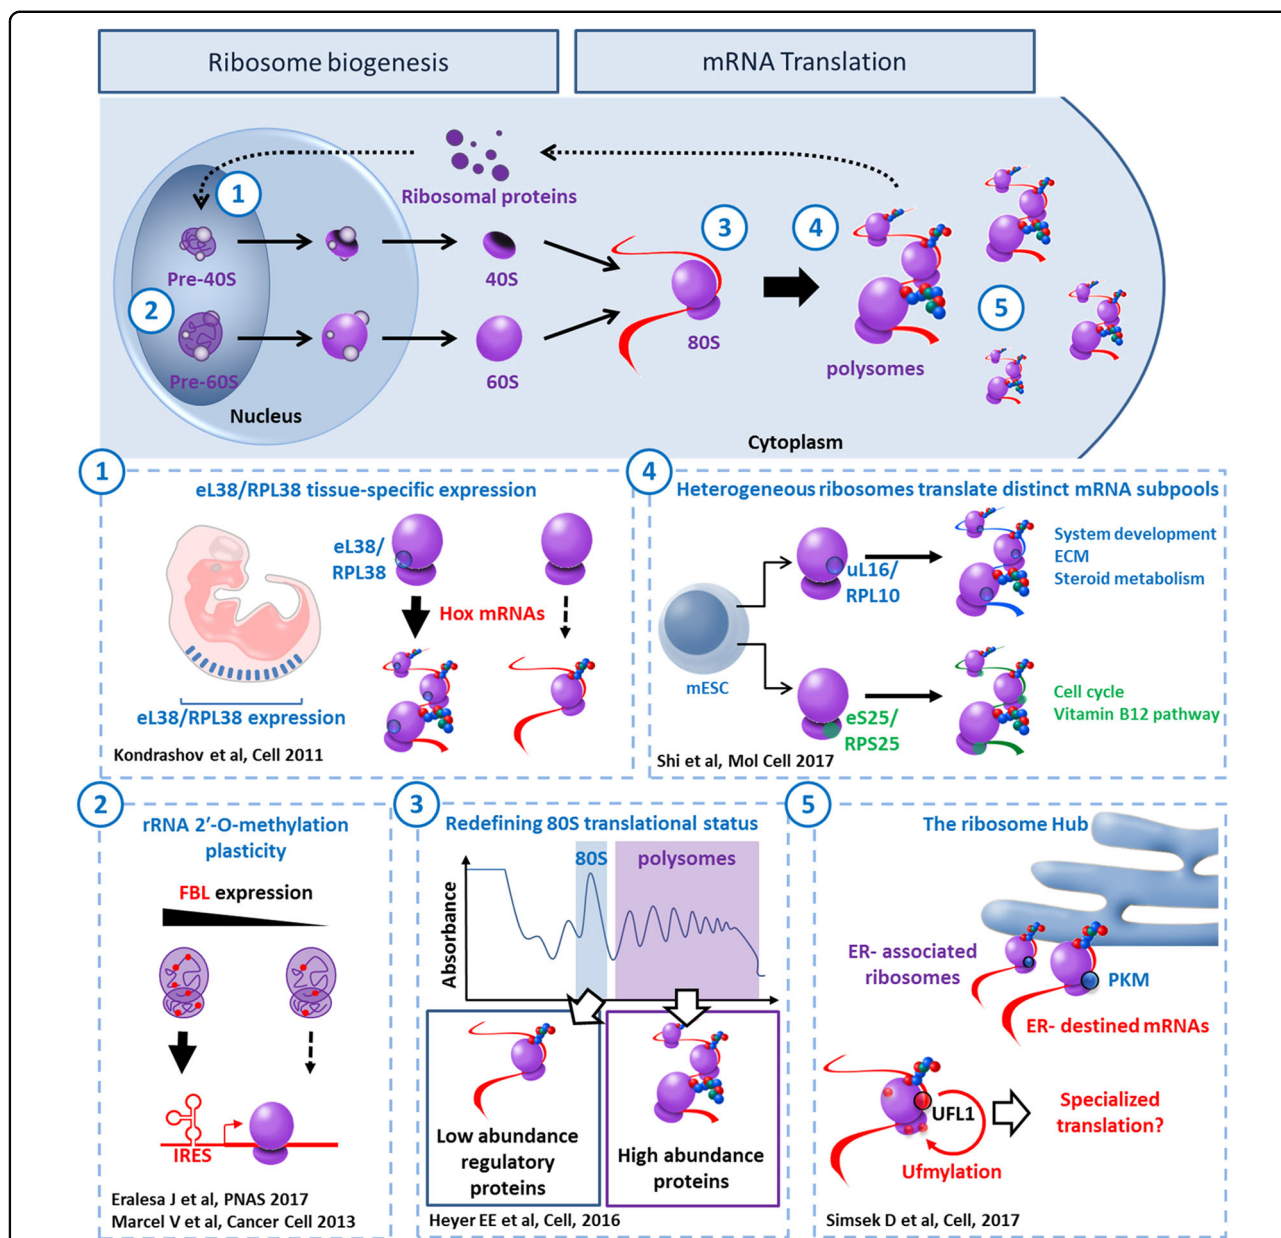 Ribosome biogenesis
mRNA Translation
Ribosomal proteins
1
2
3
4
5
Pre-40S
40S
Pre-60S
60S
80S
polysomes
Nucleus
Cytoplasm
1
eL38/RPL38 tissue-specific expression
eL38/
RPL38
Hox mRNAs
eL38/RPL38 expression
Kondrashov et al, Cell 2011
4
Heterogeneous ribosomes translate distinct mRNA subpools
mESC
uL16/
RPL10
System development
ECM
Steroid metabolism
eS25/
RPS25
Cell cycle
Vitamin B12 pathway
Shi et al, Mol Cell 2017
2
rRNA 2′-O-methylation
plasticity
FBL expression
IRES
Eralesa J et al, PNAS 2017
Marcel V et al, Cancer Cell 2013
3
Redefining 80S translational status
80S
polysomes
Absorbance
Low abundance
regulatory
proteins
High abundance
proteins
Heyer EE et al, Cell, 2016
5
The ribosome Hub
ER- associated
ribosomes
PKM
ER- destined mRNAs
UFL1
Ufmylation
Specialized
translation?
Simsek D et al, Cell, 2017